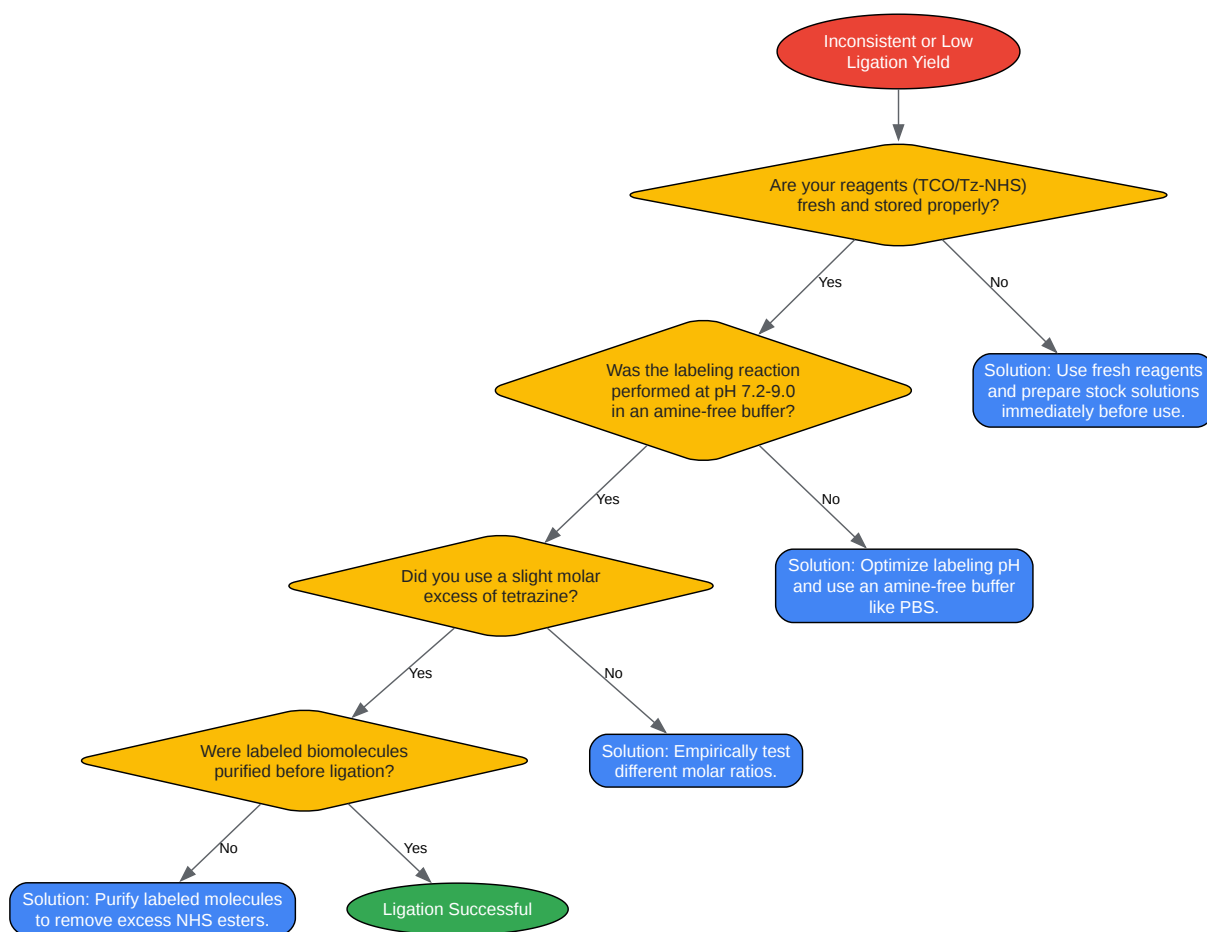 Inconsistent or Low
Ligation Yield
Are your reagents (TCO/Tz-NHS)
fresh and stored properly?
Yes
No
Was the labeling reaction
performed at pH 7.2-9.0
in an amine-free buffer?
Solution: Use fresh reagents
and prepare stock solutions
immediately before use.
Yes
No
Did you use a slight molar
excess of tetrazine?
Solution: Optimize labeling pH
and use an amine-free buffer
like PBS.
Yes
No
Were labeled biomolecules
purified before ligation?
Solution: Empirically test
different molar ratios.
No
Yes
Solution: Purify labeled molecules
to remove excess NHS esters.
Ligation Successful